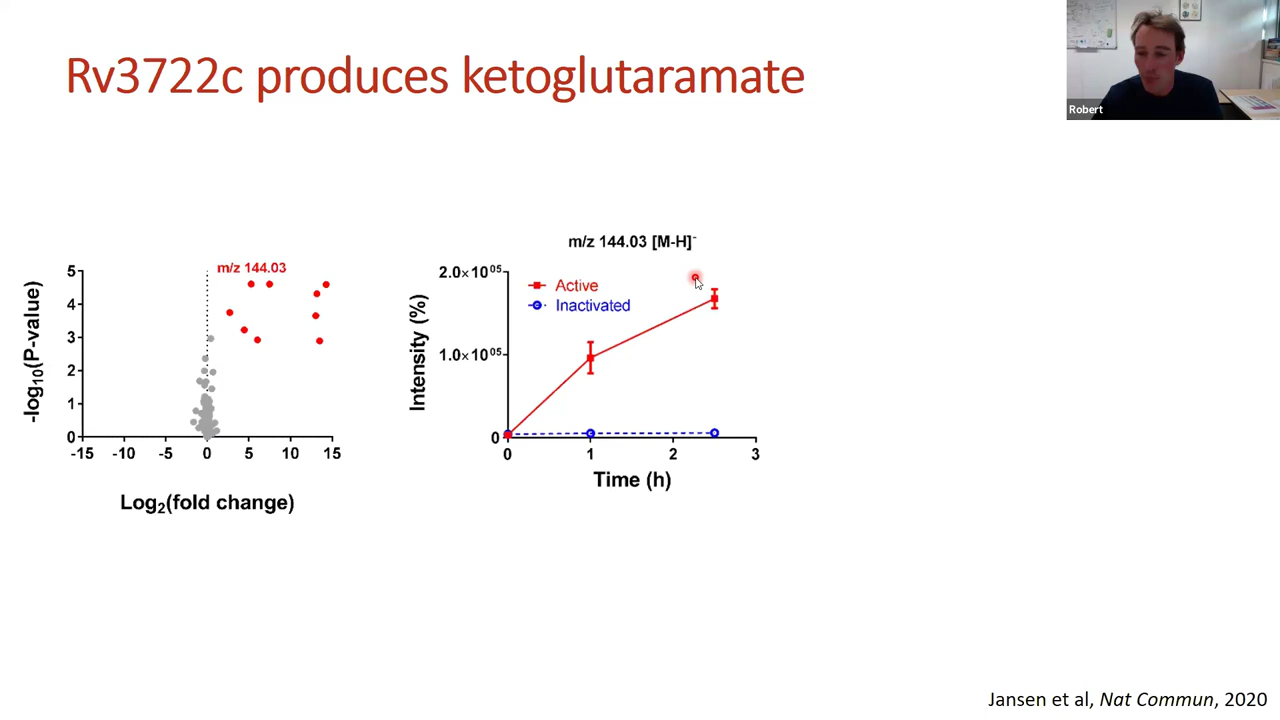 Rv3722c produces ketoglutaramate
Robert
m/z 144.03
-log10(P-value)
5
4
3
2
1
0
-15 -10 -5 0 5 10 15
Log2(fold change)
m/z 144.03 [M-H]-
Intensity (%)
2.0×10^05
1.0×10^05
0
Active
Inactivated
0 1 2 3
Time (h)
Jansen et al, Nat Commun, 2020